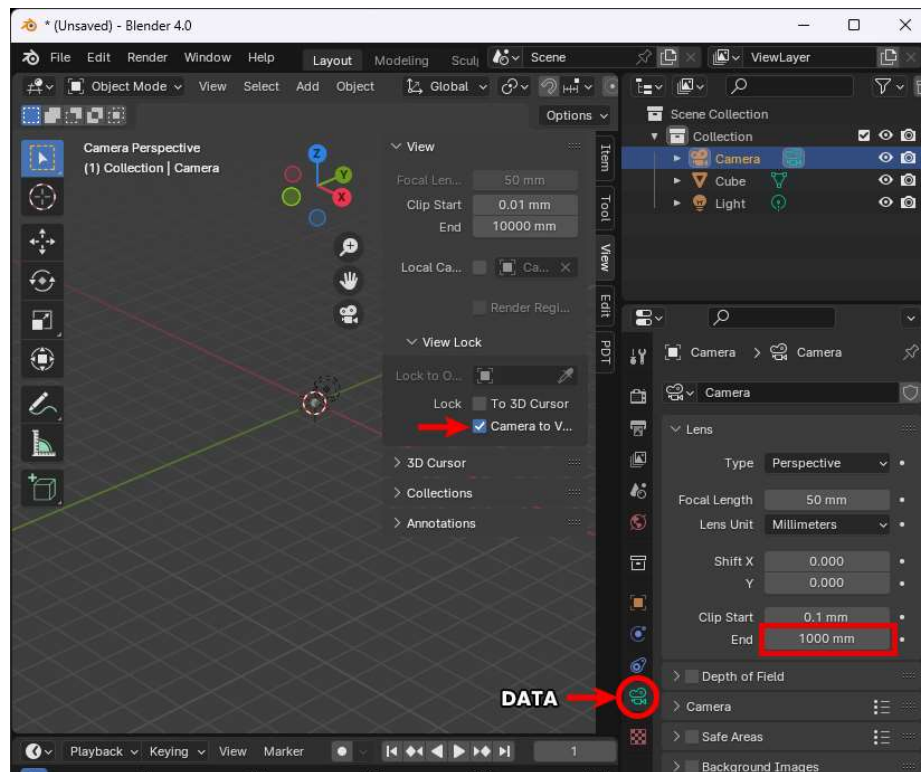 * (Unsaved) - Blender 4.0
File Edit Render Window Help Layout Modeling Scul Scene ViewLayer
Object Mode View Select Add Object Global
Options
Camera Perspective
(1) Collection | Camera
Z
Y
X
View
Focal Len... 50 mm
Clip Start 0.01 mm
End 10000 mm
Local Ca... Ca...
Render Regi...
View Lock
Lock to O...
Lock To 3D Cursor
Camera to V...
3D Cursor
Collections
Annotations
Item
Tool
View
Edit
PDT
Scene Collection
Collection
Camera
Cube
Light
Camera > Camera
Camera
Lens
Type Perspective
Focal Length 50 mm
Lens Unit Millimeters
Shift X 0.000
Y 0.000
Clip Start 0.1 mm
End 1000 mm
Depth of Field
DATA
Camera
Safe Areas
Background Images
Playback Keying View Marker 1